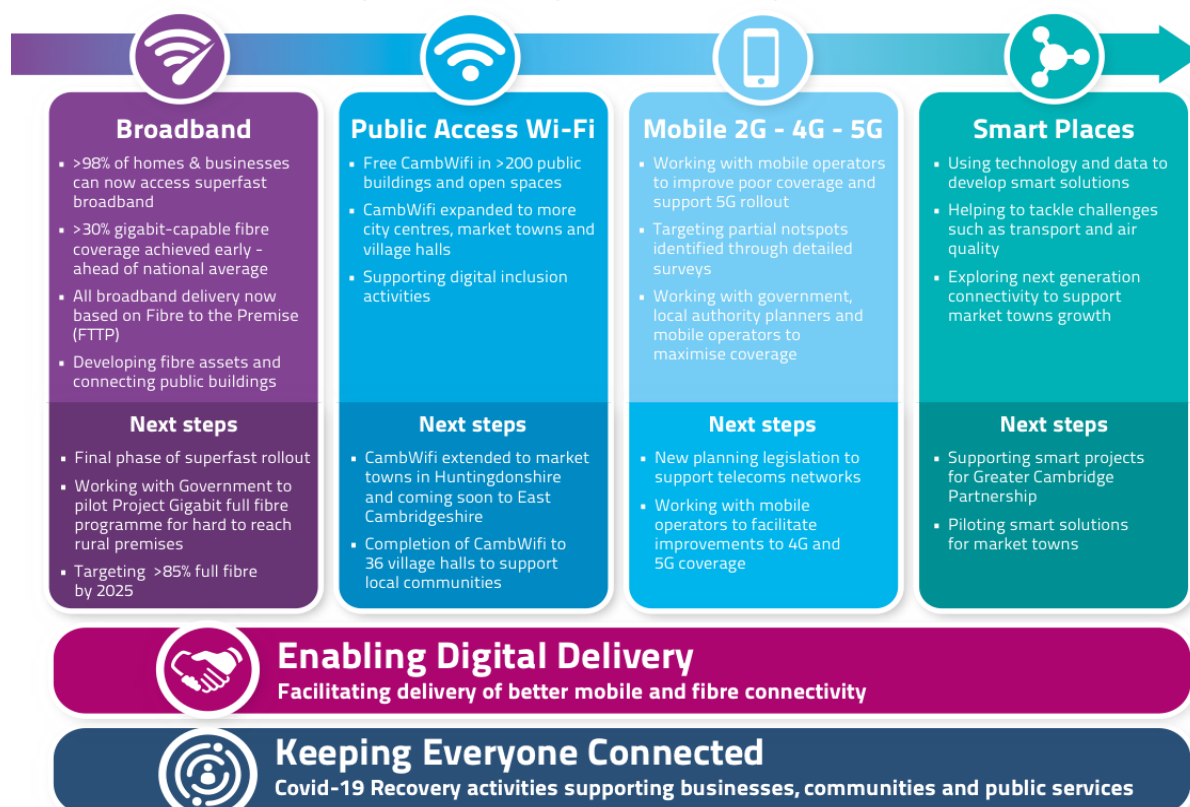 Broadband
▪ >98% of homes & businesses
can now access superfast
broadband
▪ >30% gigabit-capable fibre
coverage achieved early -
ahead of national average
▪ All broadband delivery now
based on Fibre to the Premise
(FTTP)
▪ Developing fibre assets and
connecting public buildings
Next steps
▪ Final phase of superfast rollout
▪ Working with Government to
pilot Project Gigabit full fibre
programme for hard to reach
rural premises
▪ Targeting >85% full fibre
by 2025
Public Access Wi-Fi
▪ Free CambWifi in >200 public
buildings and open spaces
▪ CambWifi expanded to more
city centres, market towns and
village halls
▪ Supporting digital inclusion
activities
Next steps
▪ CambWifi extended to market
towns in Huntingdonshire
and coming soon to East
Cambridgeshire
▪ Completion of CambWifi to
36 village halls to support
local communities
Mobile 2G - 4G - 5G
▪ Working with mobile operators
to improve poor coverage and
support 5G rollout
▪ Targeting partial notspots
identified through detailed
surveys
▪ Working with government,
local authority planners and
mobile operators to
maximise coverage
Next steps
▪ New planning legislation to
support telecoms networks
▪ Working with mobile
operators to facilitate
improvements to 4G and
5G coverage
Smart Places
▪ Using technology and data to
develop smart solutions
▪ Helping to tackle challenges
such as transport and air
quality
▪ Exploring next generation
connectivity to support
market towns growth
Next steps
▪ Supporting smart projects
for Greater Cambridge
Partnership
▪ Piloting smart solutions
for market towns
Enabling Digital Delivery
Facilitating delivery of better mobile and fibre connectivity
Keeping Everyone Connected
Covid-19 Recovery activities supporting businesses, communities and public services